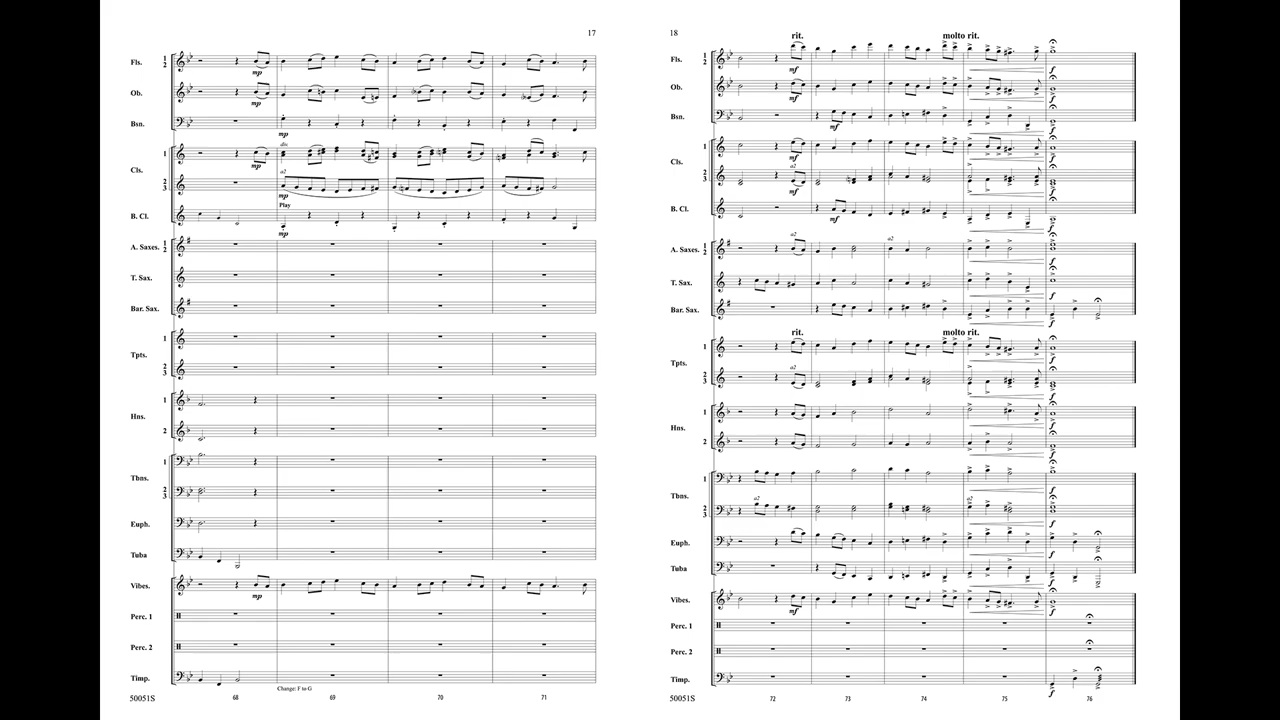 17
Fls. 1 2
mp
Ob.
mp
Bsn.
mp
div.
Cls. 1
mp
a2
2 3
mp
Play
B. Cl.
mp
A. Saxes. 1 2
T. Sax.
Bar. Sax.
Tpts. 1
2 3
Hns. 1
2
Tbns. 1
2 3
Euph.
Tuba
Vibes.
mp
Perc. 1
Perc. 2
Timp.
Change: F to G
50051S 68 69 70 71
18
rit. molto rit.
Fls. 1 2
mf f
Ob.
mf f
Bsn.
mf f
Cls. 1
mf f
a2
2 3
mf f
B. Cl.
mf f
a2 a2
A. Saxes. 1 2
f
T. Sax.
f
Bar. Sax.
f
rit. molto rit.
Tpts. 1
f
a2
2 3
f
Hns. 1
f
2
f
Tbns. 1
f
a2 a2
2 3
f
Euph.
f
Tuba
f
Vibes.
mf f
Perc. 1
Perc. 2
Timp.
f
50051S 72 73 74 75 76